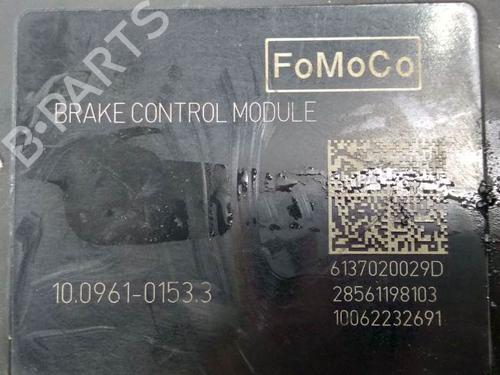 B-PARTS
FoMoCo
BRAKE CONTROL MODULE
6137020029D
10.0961-0153.3
28561198103
10062232691